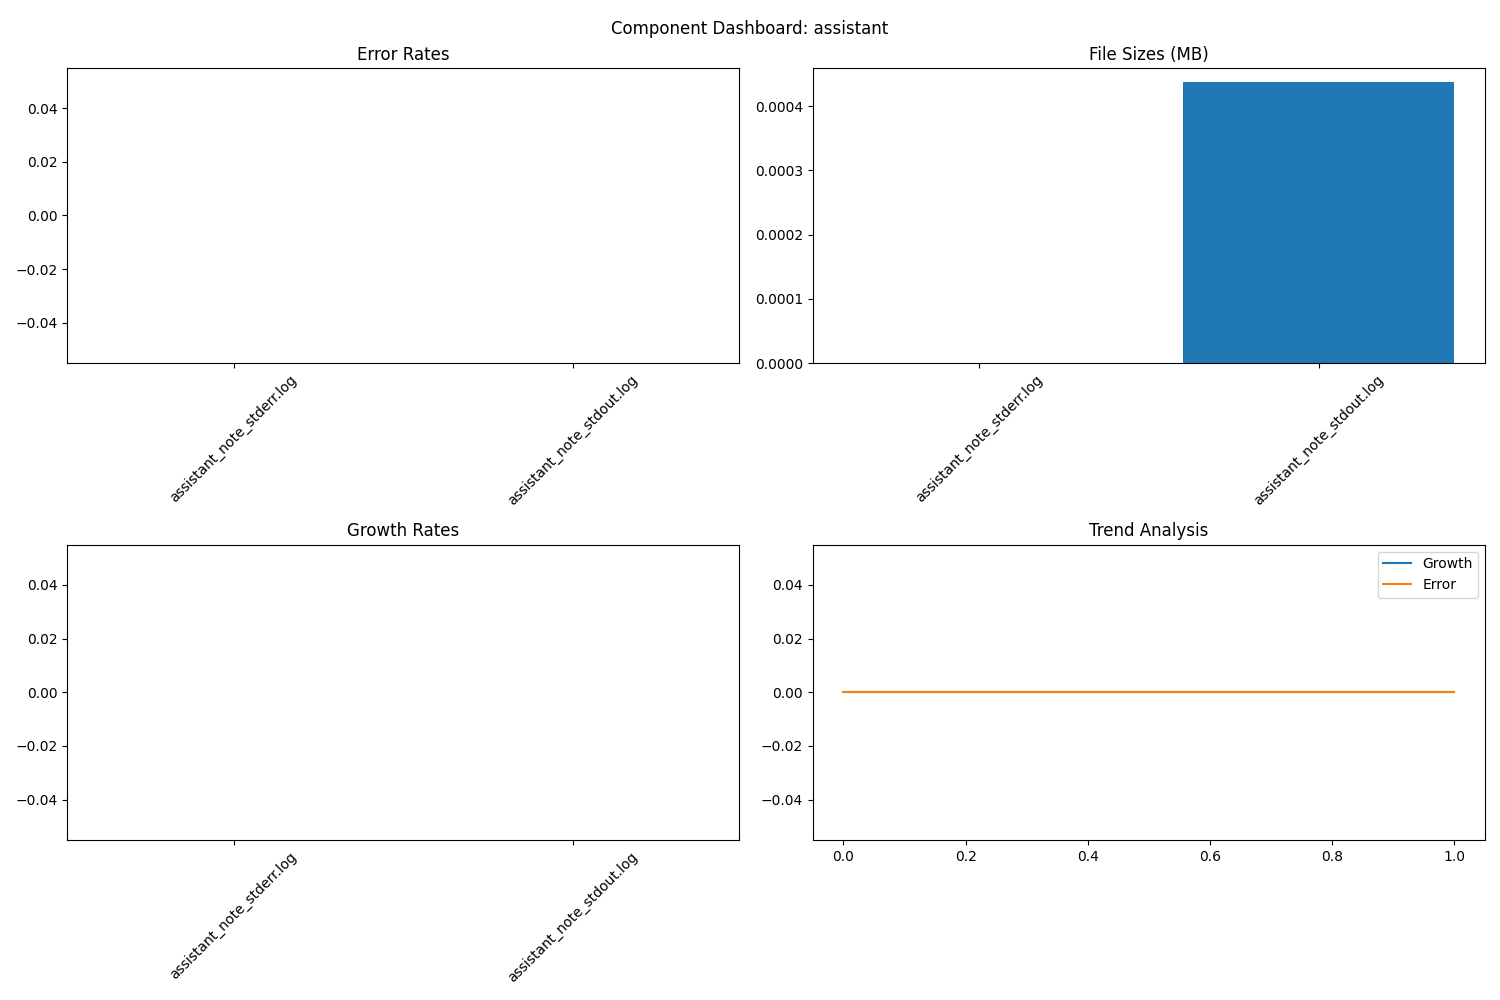 Component Dashboard: assistant
Error Rates
0.04
0.02
0.00
−0.02
−0.04
assistant_note_stderr.log
assistant_note_stdout.log
File Sizes (MB)
0.0004
0.0003
0.0002
0.0001
0.0000
assistant_note_stderr.log
assistant_note_stdout.log
Growth Rates
0.04
0.02
0.00
−0.02
−0.04
assistant_note_stderr.log
assistant_note_stdout.log
Trend Analysis
Growth
Error
0.04
0.02
0.00
−0.02
−0.04
0.0 0.2 0.4 0.6 0.8 1.0